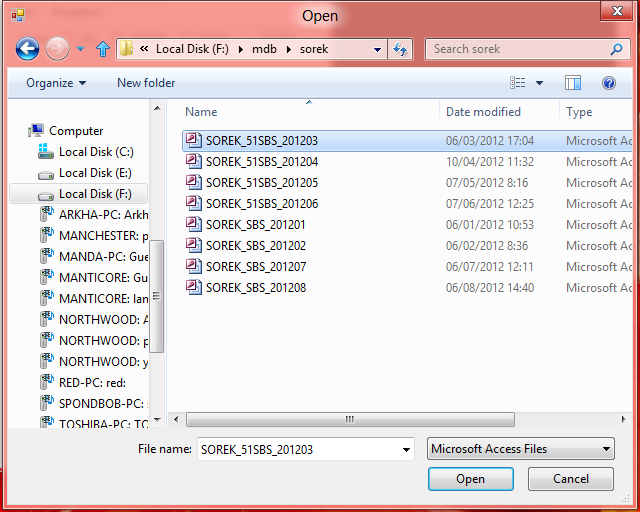 Open
« Local Disk (F:) mdb sorek Search sorek
Organize New folder
Name Date modified Type
Computer
Local Disk (C:)
Local Disk (E:)
Local Disk (F:)
ARKHA-PC: Arkh
MANCHESTER: p
MANDA-PC: Gue
MANTICORE: Gu
MANTICORE: Ian
NORTHWOOD: A
NORTHWOOD: p
NORTHWOOD: y
RED-PC: red:
SPONDBOB-PC:
TOSHIBA-PC: TO
SOREK_51SBS_201203 06/03/2012 17:04 Microsoft Ac
SOREK_51SBS_201204 10/04/2012 11:32 Microsoft Ac
SOREK_51SBS_201205 07/05/2012 8:16 Microsoft Ac
SOREK_51SBS_201206 07/06/2012 12:25 Microsoft Ac
SOREK_SBS_201201 06/01/2012 10:53 Microsoft Ac
SOREK_SBS_201202 06/02/2012 8:36 Microsoft Ac
SOREK_SBS_201207 06/07/2012 12:11 Microsoft Ac
SOREK_SBS_201208 06/08/2012 14:40 Microsoft Ac
File name: SOREK_51SBS_201203 Microsoft Access Files
Open Cancel